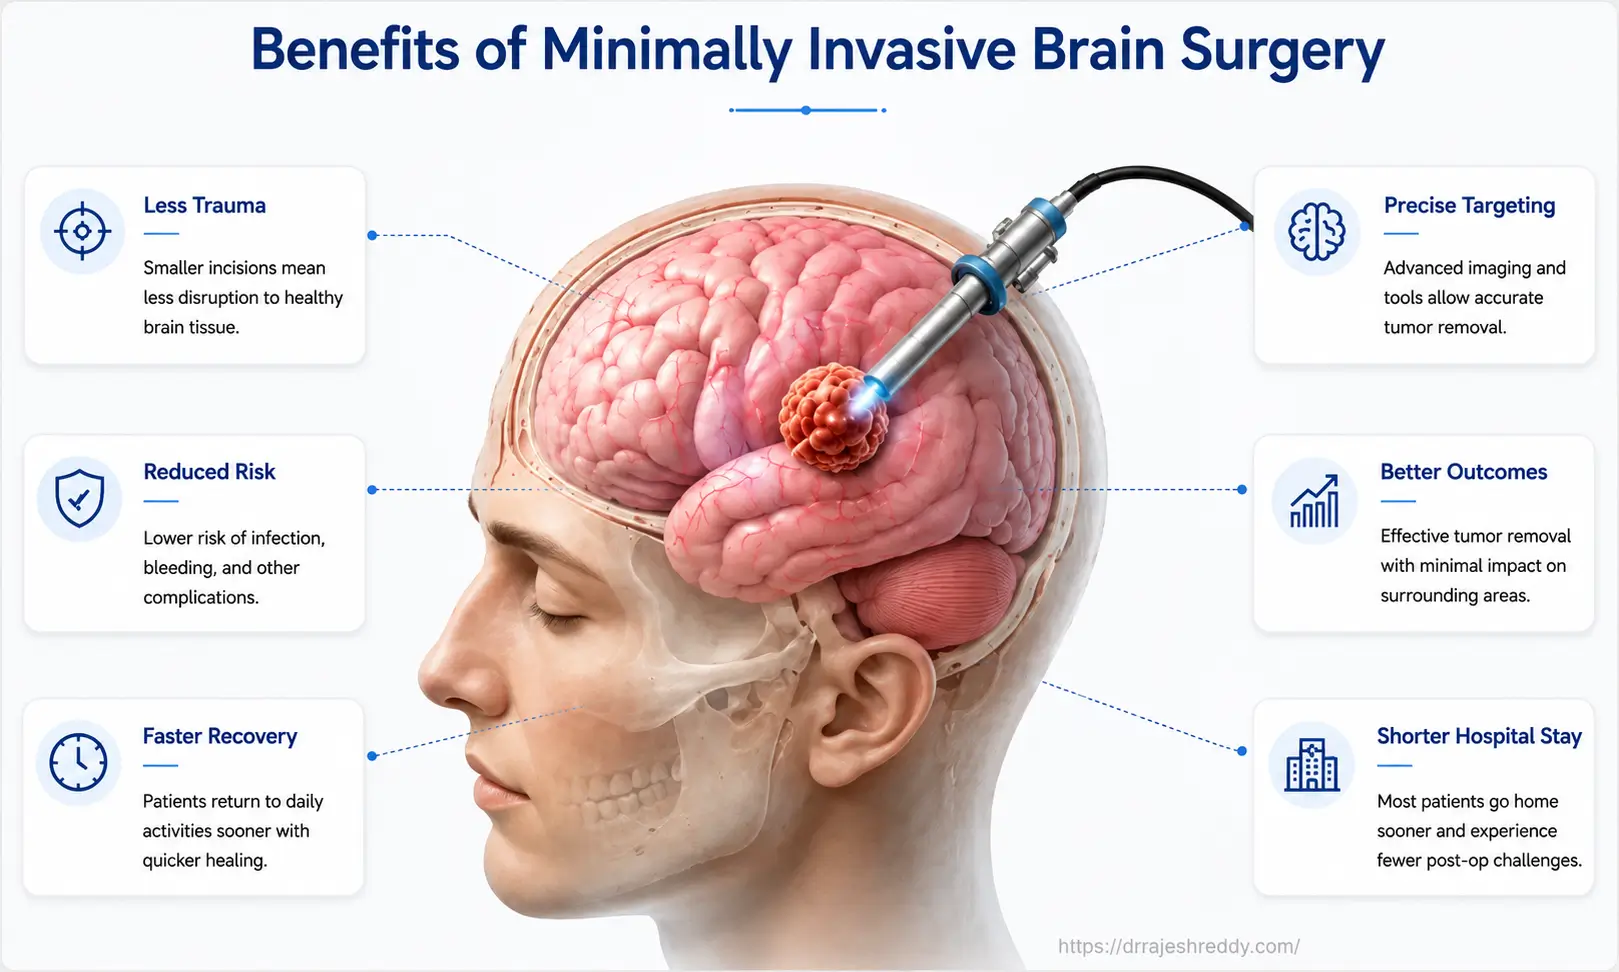 Benefits of Minimally Invasive Brain Surgery
Less Trauma
Smaller incisions mean
less disruption to healthy
brain tissue.
Reduced Risk
Lower risk of infection,
bleeding, and other
complications.
Faster Recovery
Patients return to daily
activities sooner with
quicker healing.
Precise Targeting
Advanced imaging and
tools allow accurate
tumor removal.
Better Outcomes
Effective tumor removal
with minimal impact on
surrounding areas.
Shorter Hospital Stay
Most patients go home
sooner and experience
fewer post-op challenges.
https://drrajeshreddy.com/